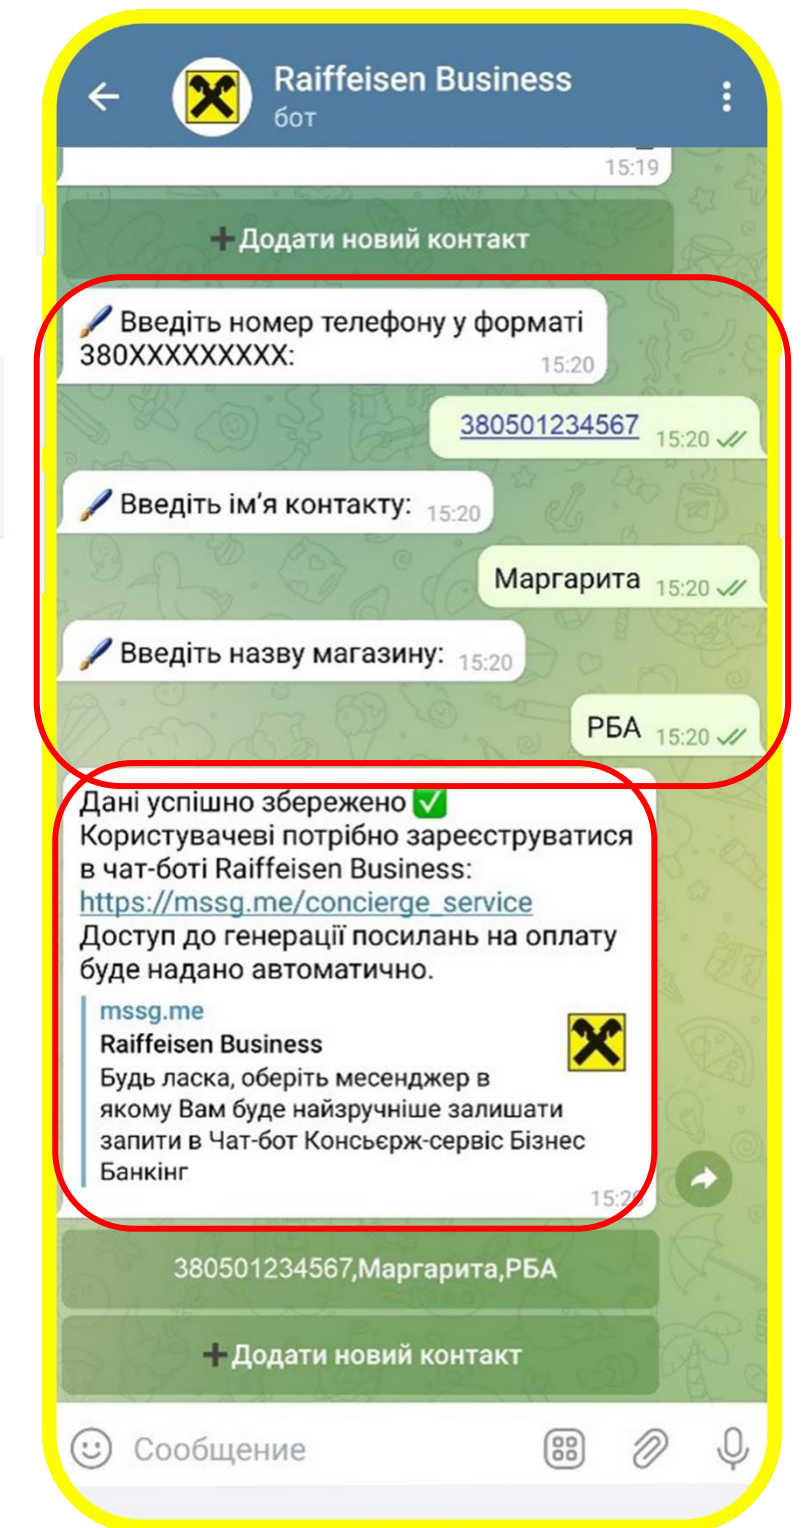 Raiffeisen Business
бот
15:19
➕Додати новий контакт
🖌️ Введіть номер телефону у форматі
380XXXXXXXXX:
15:20
380501234567 15:20
🖌️ Введіть ім’я контакту: 15:20
Маргарита 15:20
🖌️ Введіть назву магазину: 15:20
РБА 15:20
Дані успішно збережено ✅
Користувачеві потрібно зареєструватися
в чат-боті Raiffeisen Business:
https://mssg.me/concierge_service
Доступ до генерації посилань на оплату
буде надано автоматично.
mssg.me
Raiffeisen Business
Будь ласка, оберіть месенджер в
якому Вам буде найзручніше залишати
запити в Чат-бот Консьєрж-сервіс Бізнес
Банкінг
15:20
380501234567,Маргарита,РБА
➕Додати новий контакт
Сообщение